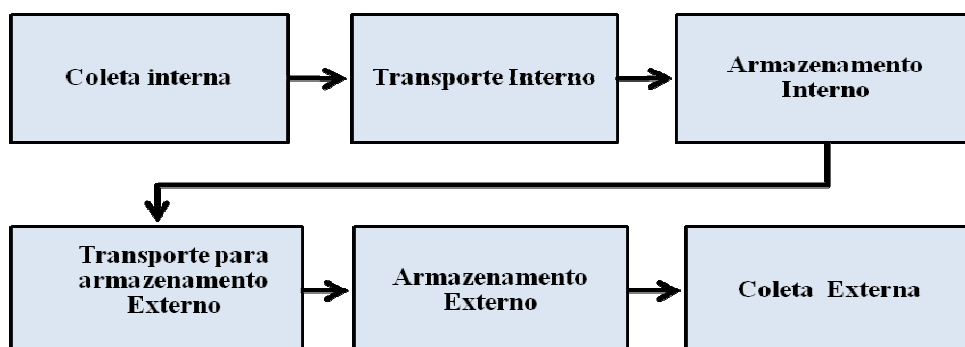 Coleta interna
Transporte Interno
Armazenamento
Interno
Transporte para
armazenamento
Externo
Armazenamento
Externo
Coleta Externa